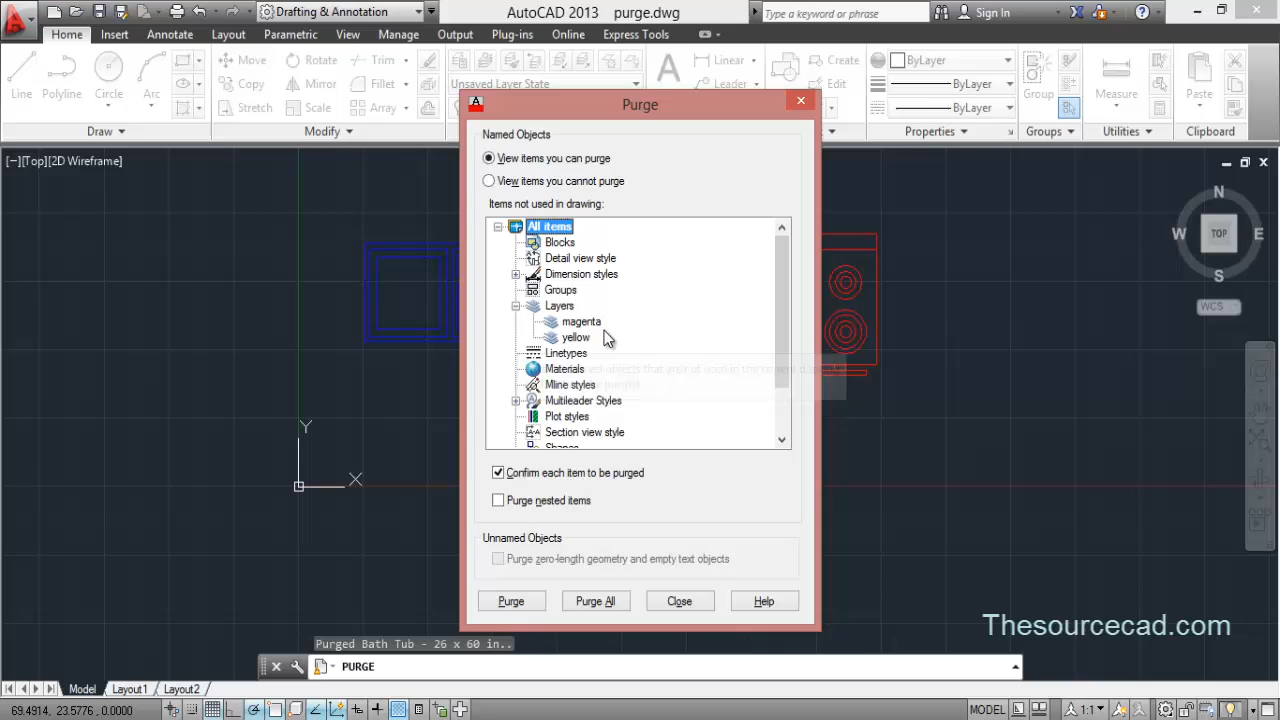 Drafting & Annotation
AutoCAD 2013 purge.dwg
Type a keyword or phrase
Sign In
Home
Insert
Annotate
Layout
Parametric
View
Manage
Output
Plug-ins
Online
Express Tools
Line
Polyline
Circle
Arc
Move
Rotate
Trim
Copy
Mirror
Fillet
Stretch
Scale
Array
Unsaved Layer State
Linear
Leader
Create
Edit
ByLayer
ByLayer
ByLayer
Group
Measure
Paste
Draw
Modify
Properties
Groups
Utilities
Clipboard
[−][Top][2D Wireframe]
Purge
Named Objects
View items you can purge
View items you cannot purge
Items not used in drawing:
All items
Blocks
Detail view style
Dimension styles
Groups
Layers
magenta
yellow
Linetypes
Materials
Mline styles
Multileader Styles
Plot styles
Section view style
Shapes
Confirm each item to be purged
Purge nested items
Unnamed Objects
Purge zero-length geometry and empty text objects
Purge
Purge All
Close
Help
N
W
TOP
E
S
WCS
Y
X
Thesourcecad.com
Purged Bath Tub - 26 x 60 in..
PURGE
Model
Layout1
Layout2
69.4914, 23.5776, 0.0000
MODEL
1:1